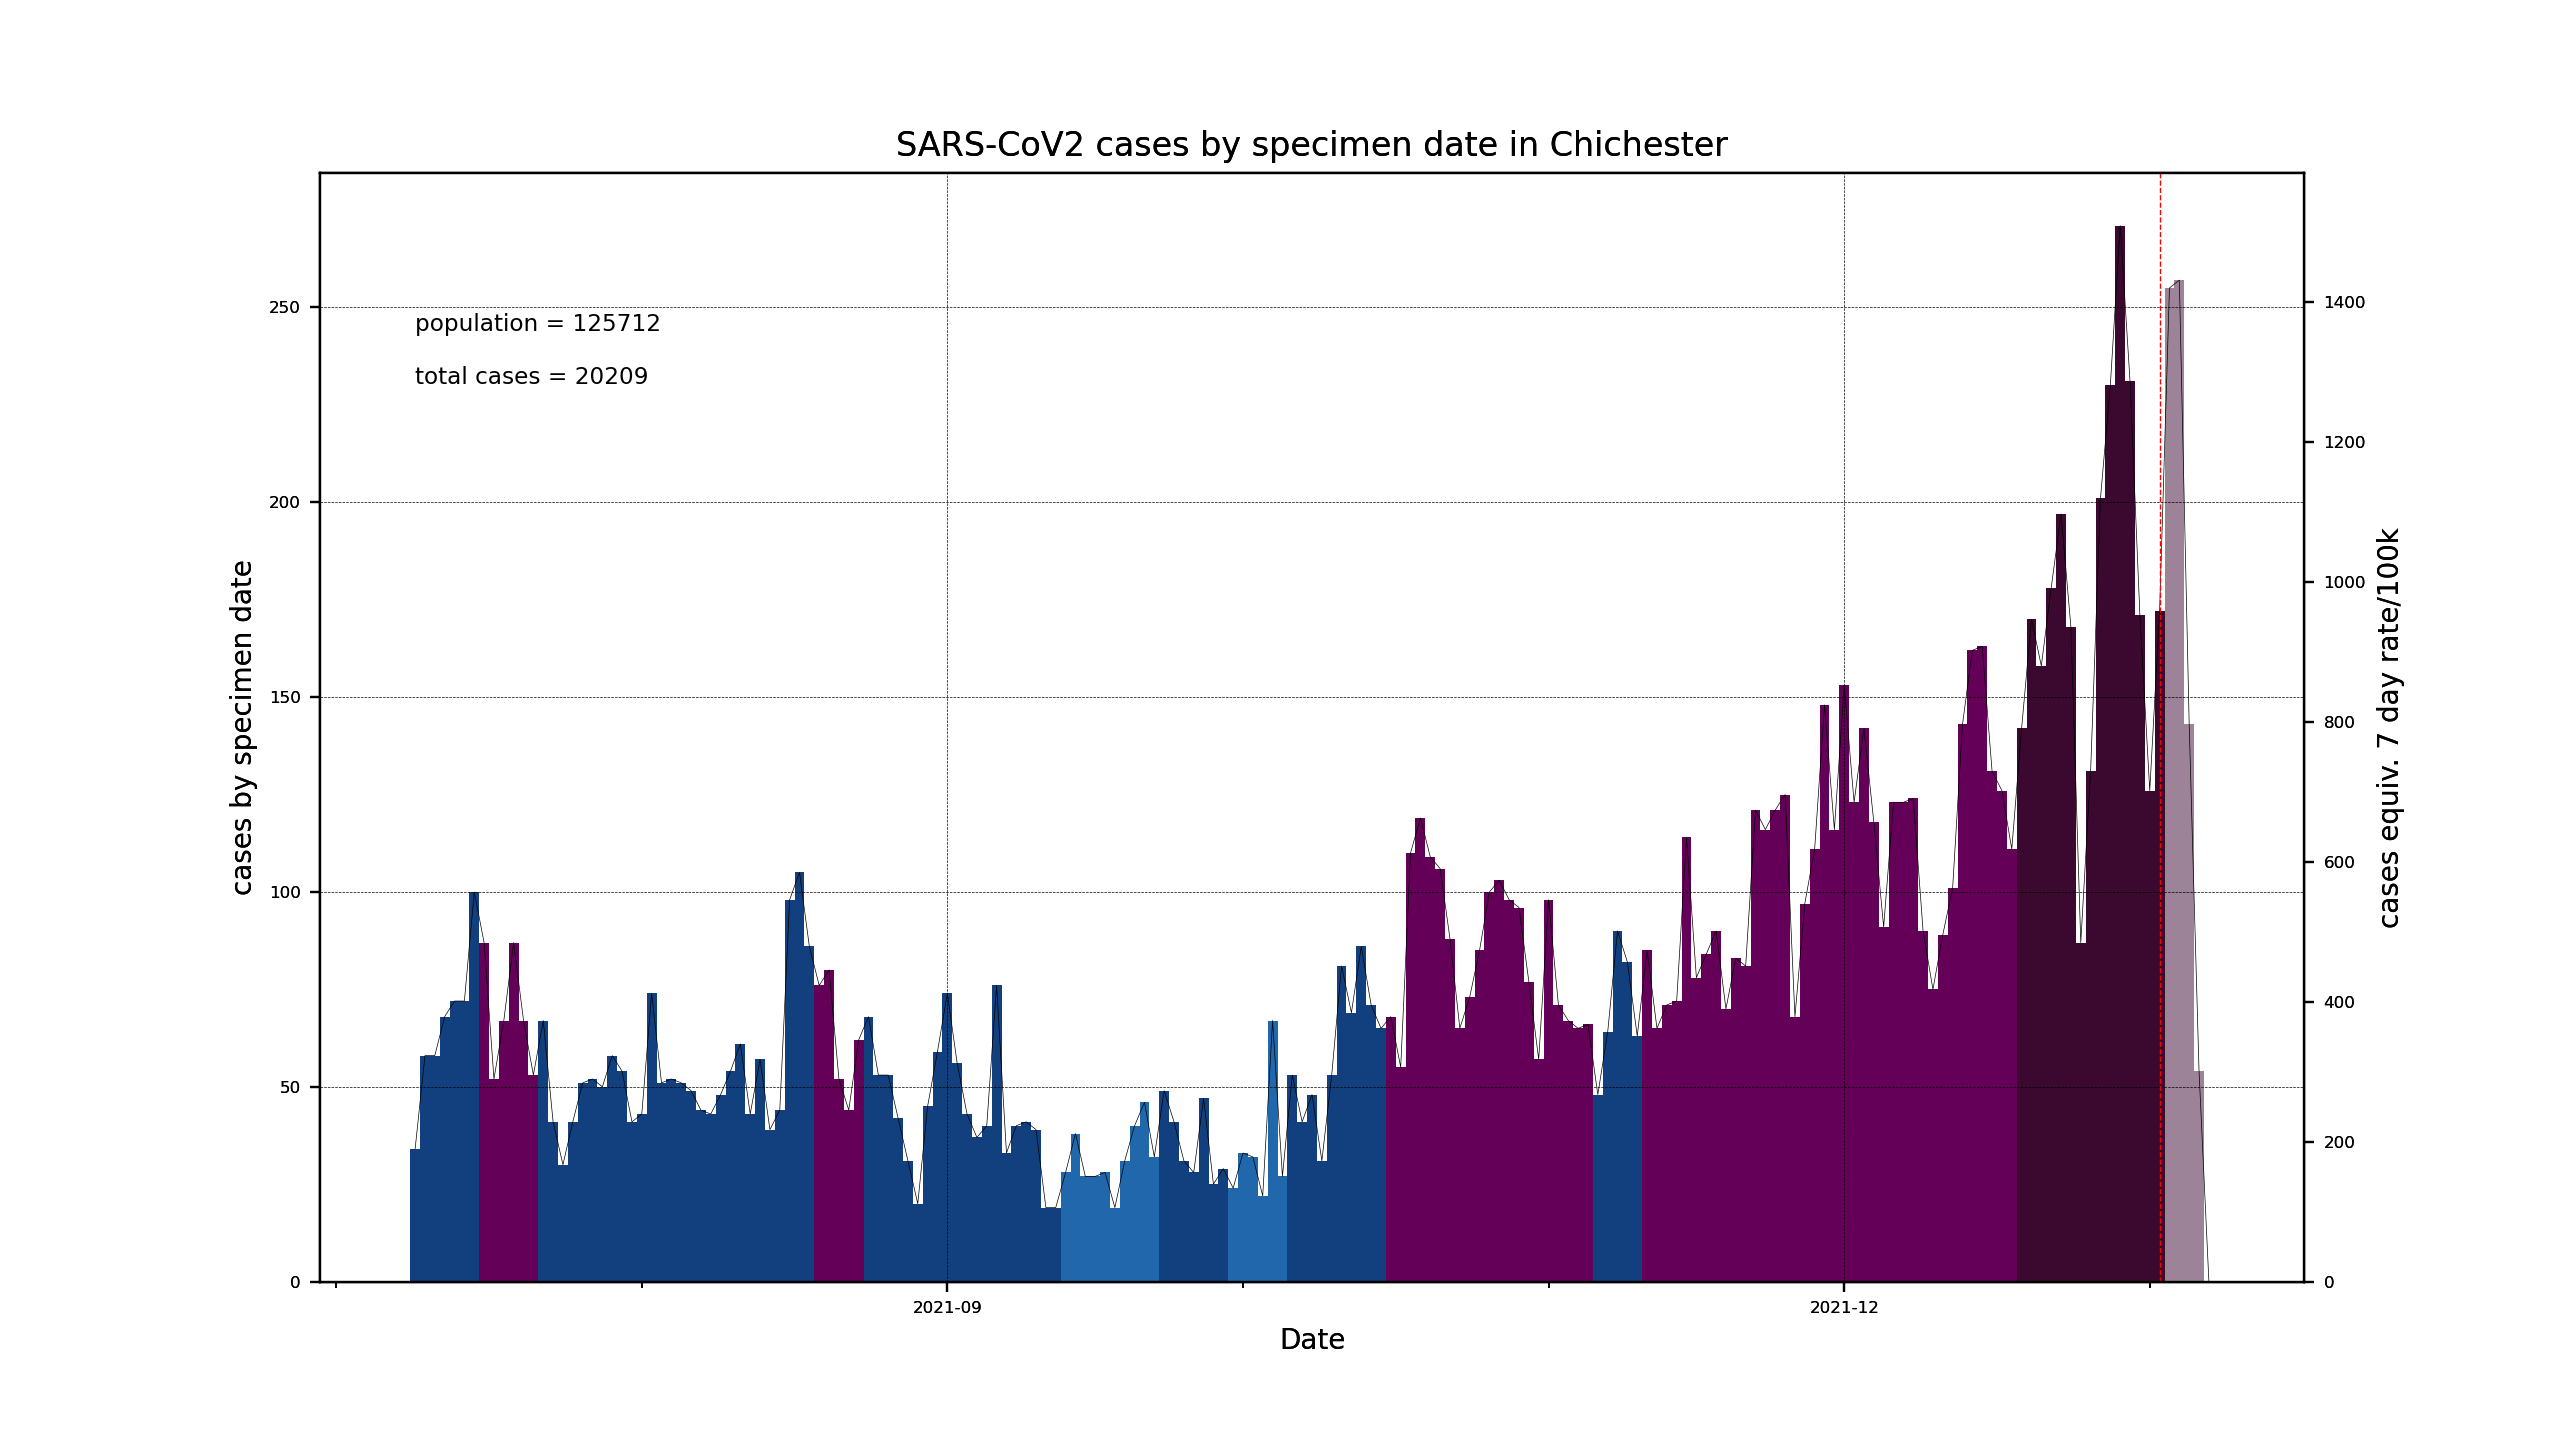 SARS-CoV2 cases by specimen date in Chichester
population = 125712
total cases = 20209
cases by specimen date
250
200
150
100
50
0
1400
1200
1000
800
600
400
200
0
cases equiv. 7 day rate/100k
2021-09
2021-12
Date